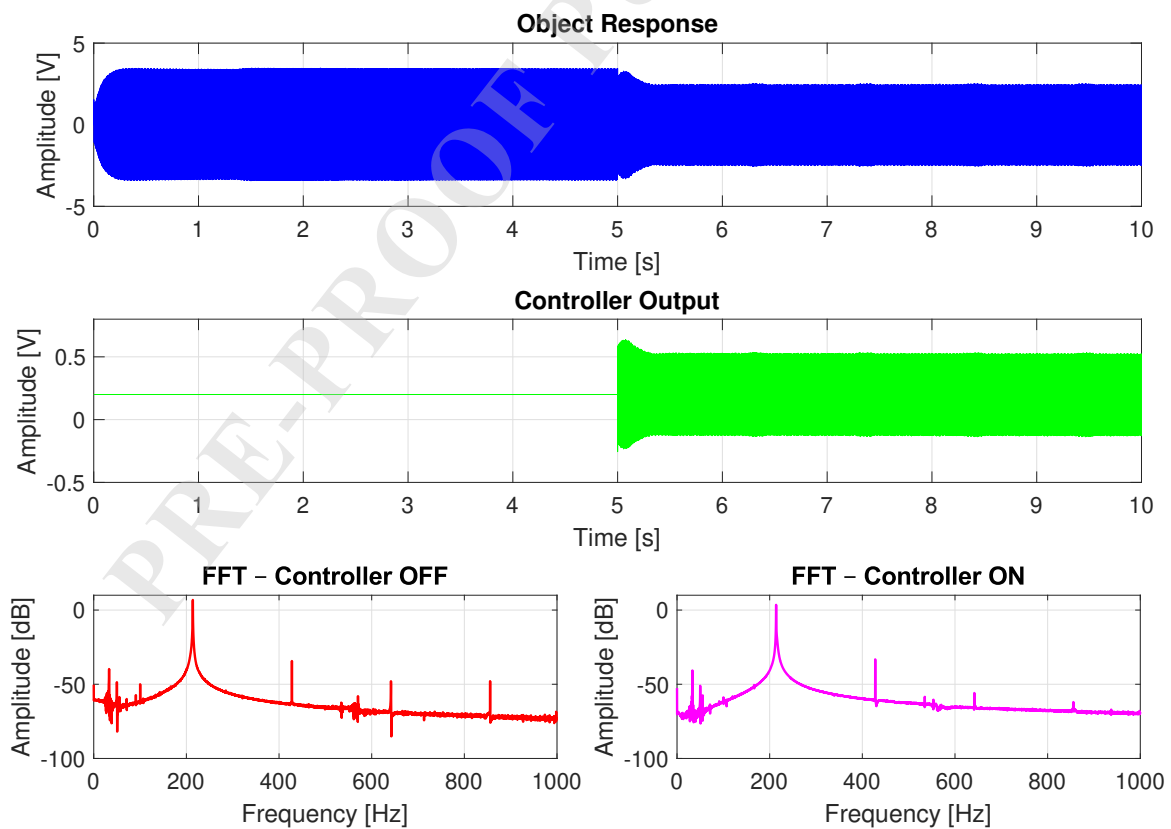 Object Response
5
0
-5
Amplitude [V]
0 1 2 3 4 5 6 7 8 9 10
Time [s]
Controller Output
0.5
0
-0.5
Amplitude [V]
0 1 2 3 4 5 6 7 8 9 10
Time [s]
FFT – Controller OFF
0
-50
-100
Amplitude [dB]
0 200 400 600 800 1000
Frequency [Hz]
FFT – Controller ON
0
-50
-100
Amplitude [dB]
0 200 400 600 800 1000
Frequency [Hz]
PRE-PROOF